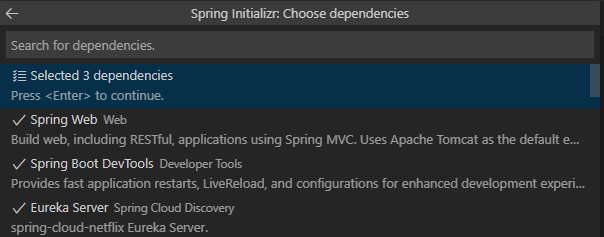 Spring Initializr: Choose dependencies
Search for dependencies.
Selected 3 dependencies
Press <Enter> to continue.
Spring Web Web
Build web, including RESTful, applications using Spring MVC. Uses Apache Tomcat as the default e...
Spring Boot DevTools Developer Tools
Provides fast application restarts, LiveReload, and configurations for enhanced development experi...
Eureka Server Spring Cloud Discovery
spring-cloud-netflix Eureka Server.